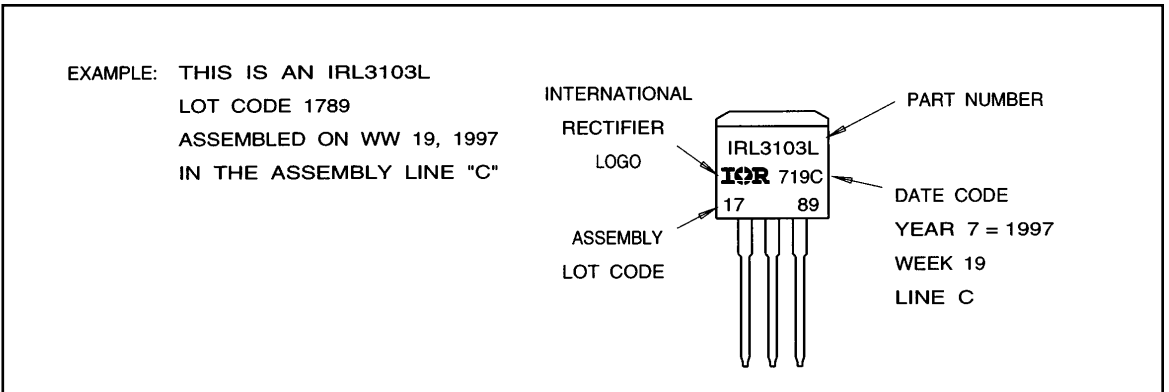 EXAMPLE: THIS IS AN IRL3103L
LOT CODE 1789
ASSEMBLED ON WW 19, 1997
IN THE ASSEMBLY LINE "C"
INTERNATIONAL
RECTIFIER
LOGO
ASSEMBLY
LOT CODE
IRL3103L
IOR 719C
17 89
PART NUMBER
DATE CODE
YEAR 7 = 1997
WEEK 19
LINE C